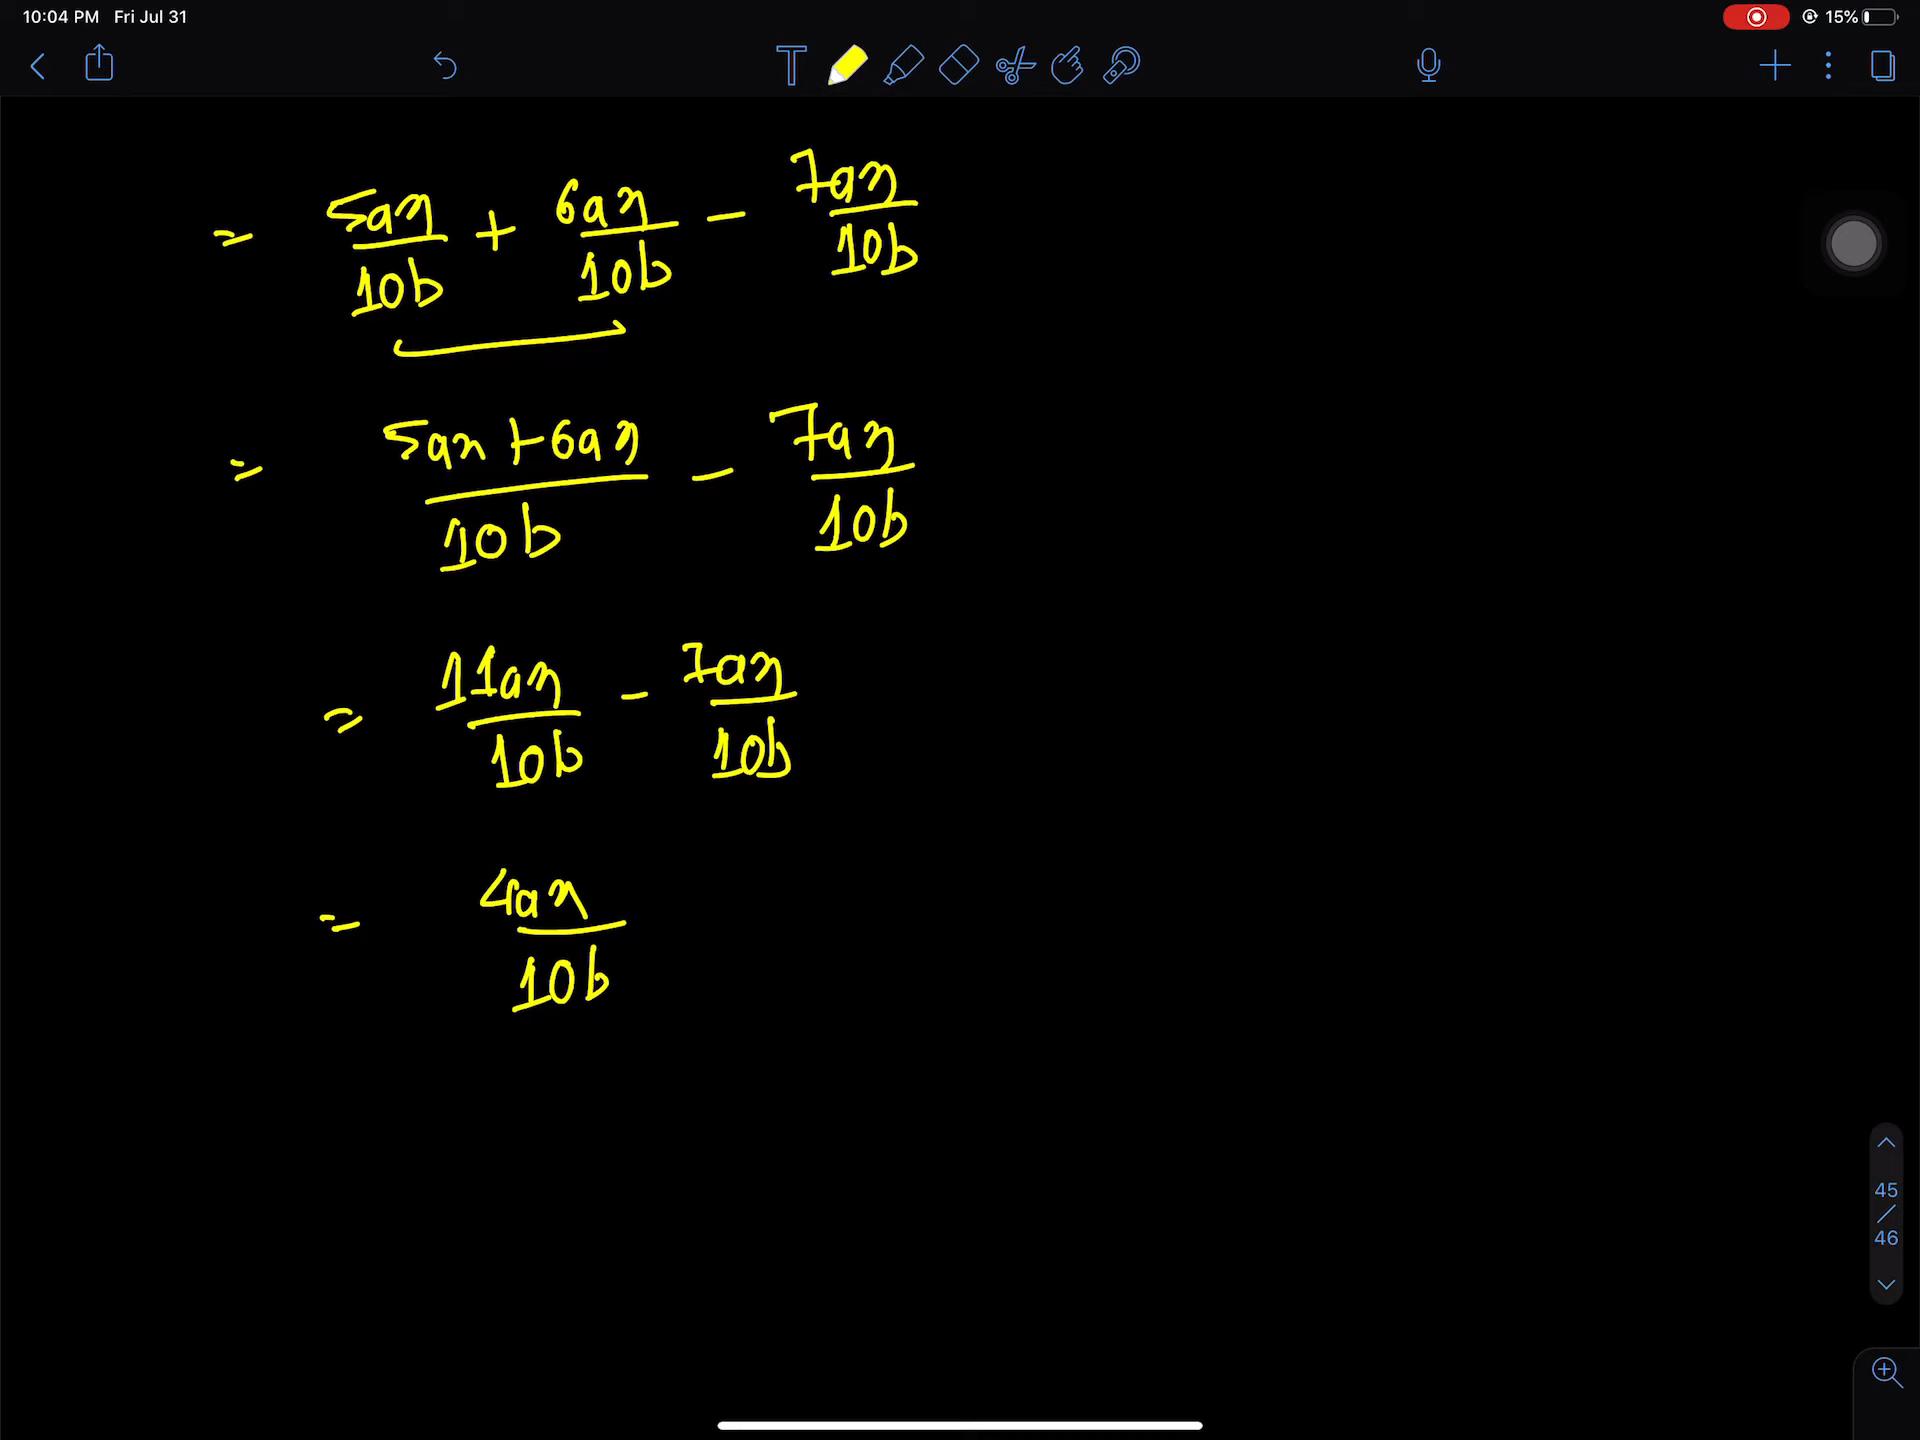 10:04 PM Fri Jul 31 15%
= 5ax/10b + 6ax/10b - 7ax/10b
= 5ax+6ax/10b - 7ax/10b
= 11ax/10b - 7ax/10b
= 4ax/10b
45
/
46